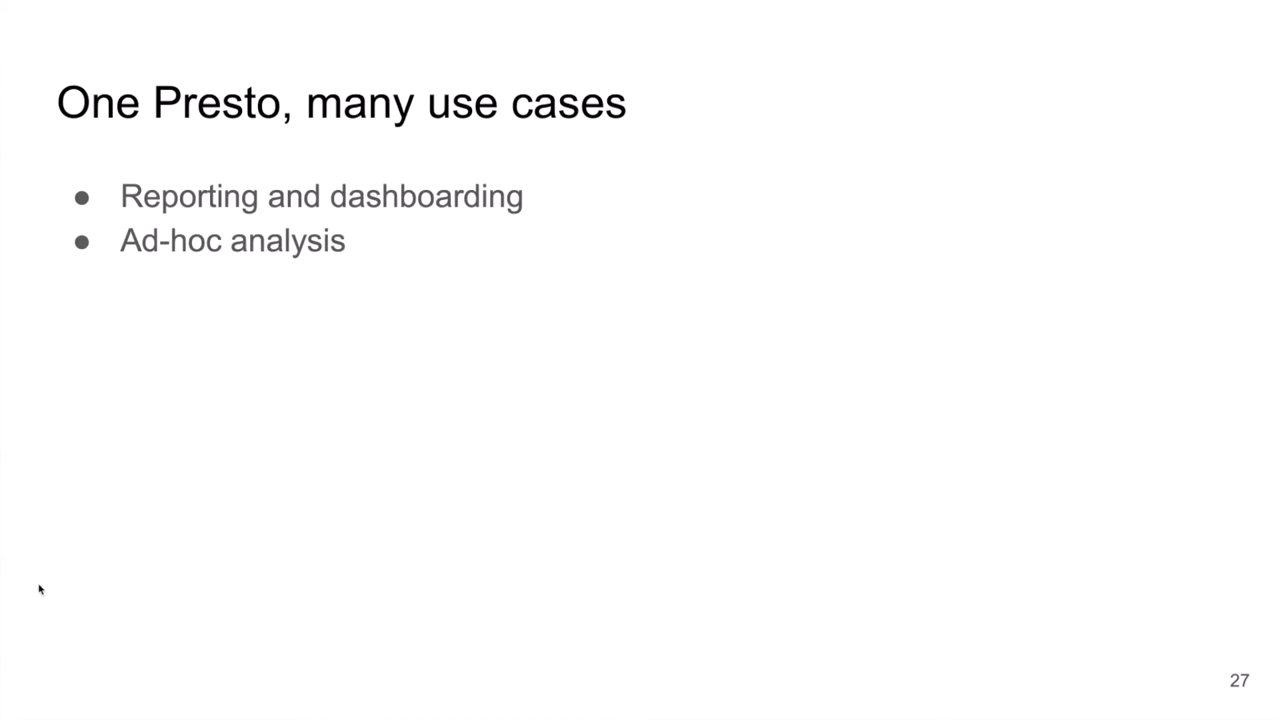 One Presto, many use cases
● Reporting and dashboarding
● Ad-hoc analysis
27